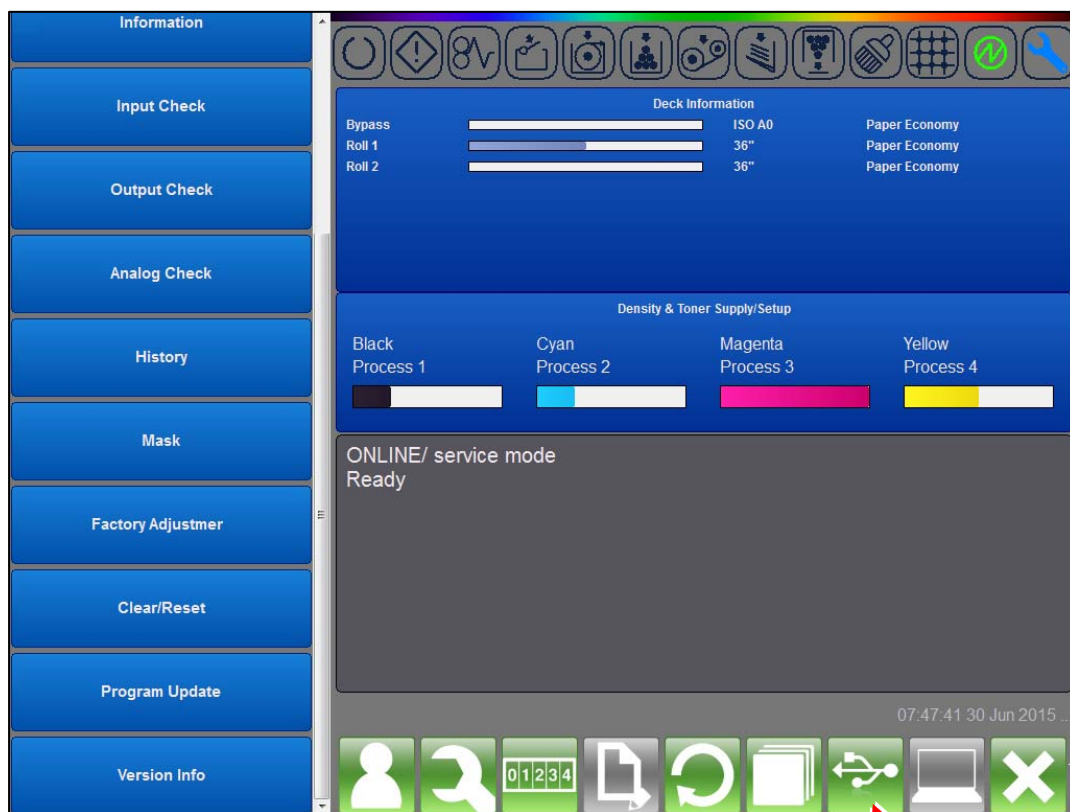 Information
Input Check
Output Check
Analog Check
History
Mask
Factory Adjustmer
Clear/Reset
Program Update
Version Info
Deck Information
Bypass ISO A0 Paper Economy
Roll 1 36" Paper Economy
Roll 2 36" Paper Economy
Density & Toner Supply/Setup
Black Cyan Magenta Yellow
Process 1 Process 2 Process 3 Process 4
ONLINE/ service mode
Ready
07:47:41 30 Jun 2015 ..
01234